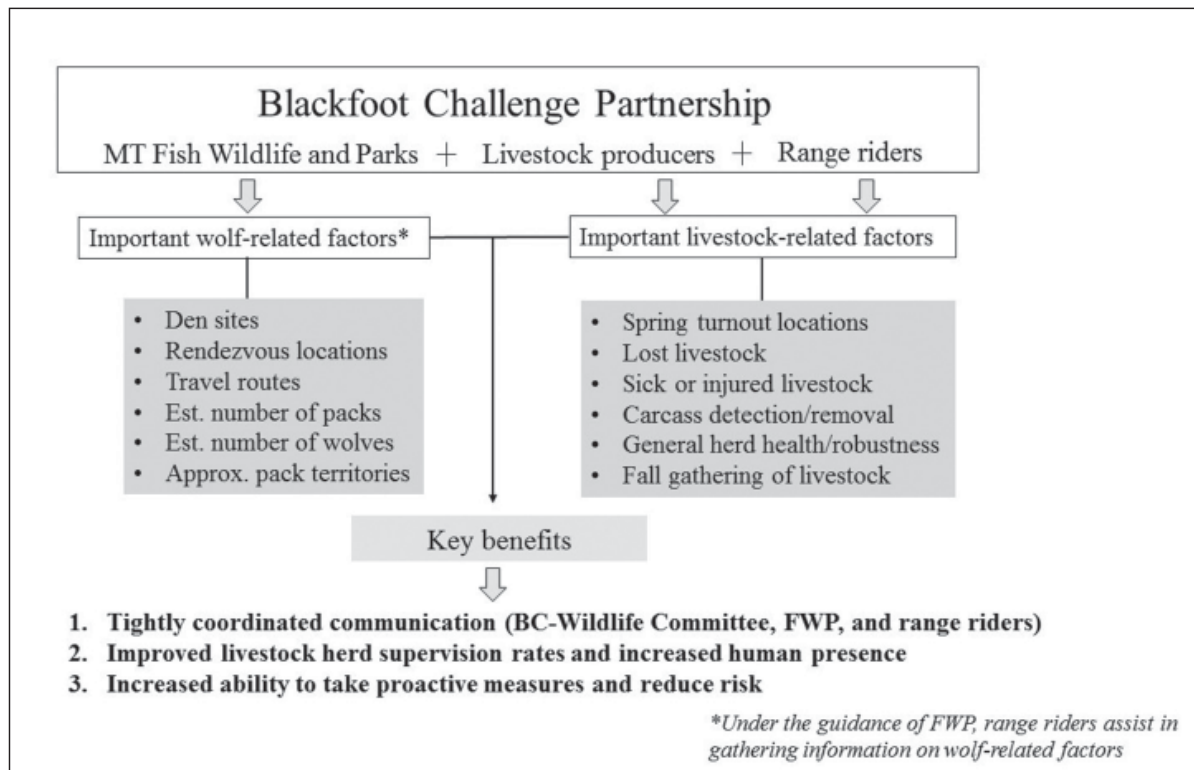 Blackfoot Challenge Partnership
MT Fish Wildlife and Parks + Livestock producers + Range riders
Important wolf-related factors*
Important livestock-related factors
• Den sites
• Rendezvous locations
• Travel routes
• Est. number of packs
• Est. number of wolves
• Approx. pack territories
• Spring turnout locations
• Lost livestock
• Sick or injured livestock
• Carcass detection/removal
• General herd health/robustness
• Fall gathering of livestock
Key benefits
1. Tightly coordinated communication (BC-Wildlife Committee, FWP, and range riders)
2. Improved livestock herd supervision rates and increased human presence
3. Increased ability to take proactive measures and reduce risk
*Under the guidance of FWP, range riders assist in
gathering information on wolf-related factors